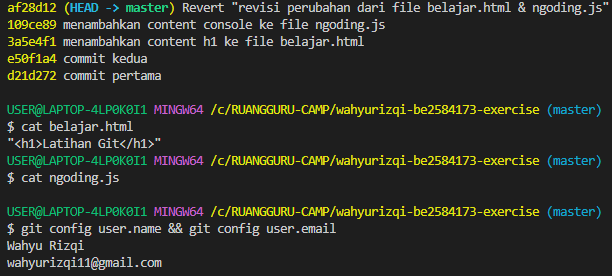 af28d12 (HEAD -> master) Revert "revisi perubahan dari file belajar.html & ngoding.js"
109ce89 menambahkan content console ke file ngoding.js
3a5e4f1 menambahkan content h1 ke file belajar.html
e50f1a4 commit kedua
d21d272 commit pertama
USER@LAPTOP-4LP0K0I1 MINGW64 /c/RUANGGURU-CAMP/wahyurizqi-be2584173-exercise (master)
$ cat belajar.html
"<h1>Latihan Git</h1>"
USER@LAPTOP-4LP0K0I1 MINGW64 /c/RUANGGURU-CAMP/wahyurizqi-be2584173-exercise (master)
$ cat ngoding.js
USER@LAPTOP-4LP0K0I1 MINGW64 /c/RUANGGURU-CAMP/wahyurizqi-be2584173-exercise (master)
$ git config user.name && git config user.email
Wahyu Rizqi
wahyurizqi11@gmail.com